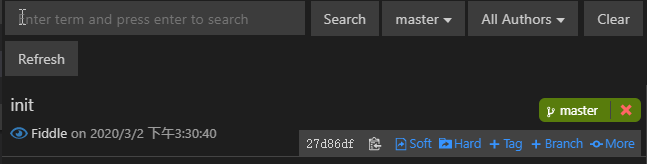 Enter term and press enter to search Search master All Authors Clear
Refresh
init
master
Fiddle on 2020/3/2 下午3:30:40
27d86df Soft Hard + Tag + Branch More